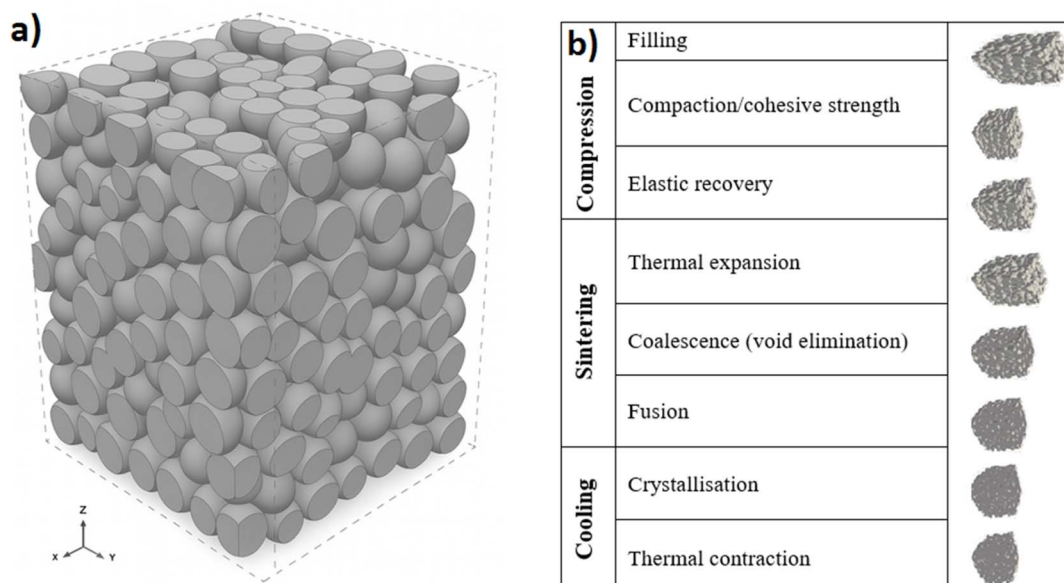 a)
Z
X
Y
b)
Compression
Filling
Compaction/cohesive strength
Elastic recovery
Sintering
Thermal expansion
Coalescence (void elimination)
Fusion
Cooling
Crystallisation
Thermal contraction